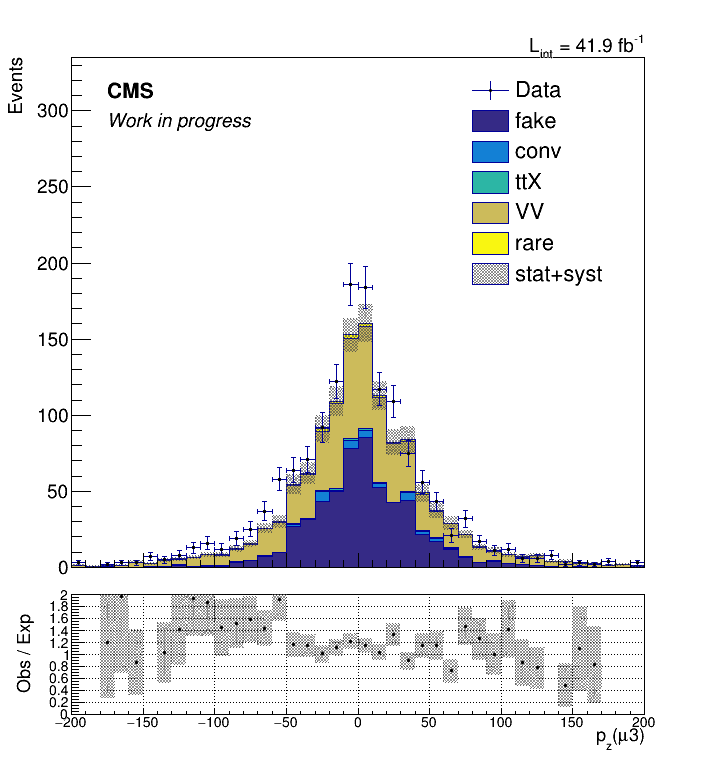 L_int = 41.9 fb^-1
Events
CMS
Work in progress
Data
fake
conv
ttX
VV
rare
stat+syst
300
250
200
150
100
50
0
Obs / Exp
2
1.8
1.6
1.4
1.2
1
0.8
0.6
0.4
0.2
0
−200 −150 −100 −50 0 50 100 150 200
p_z(μ3)